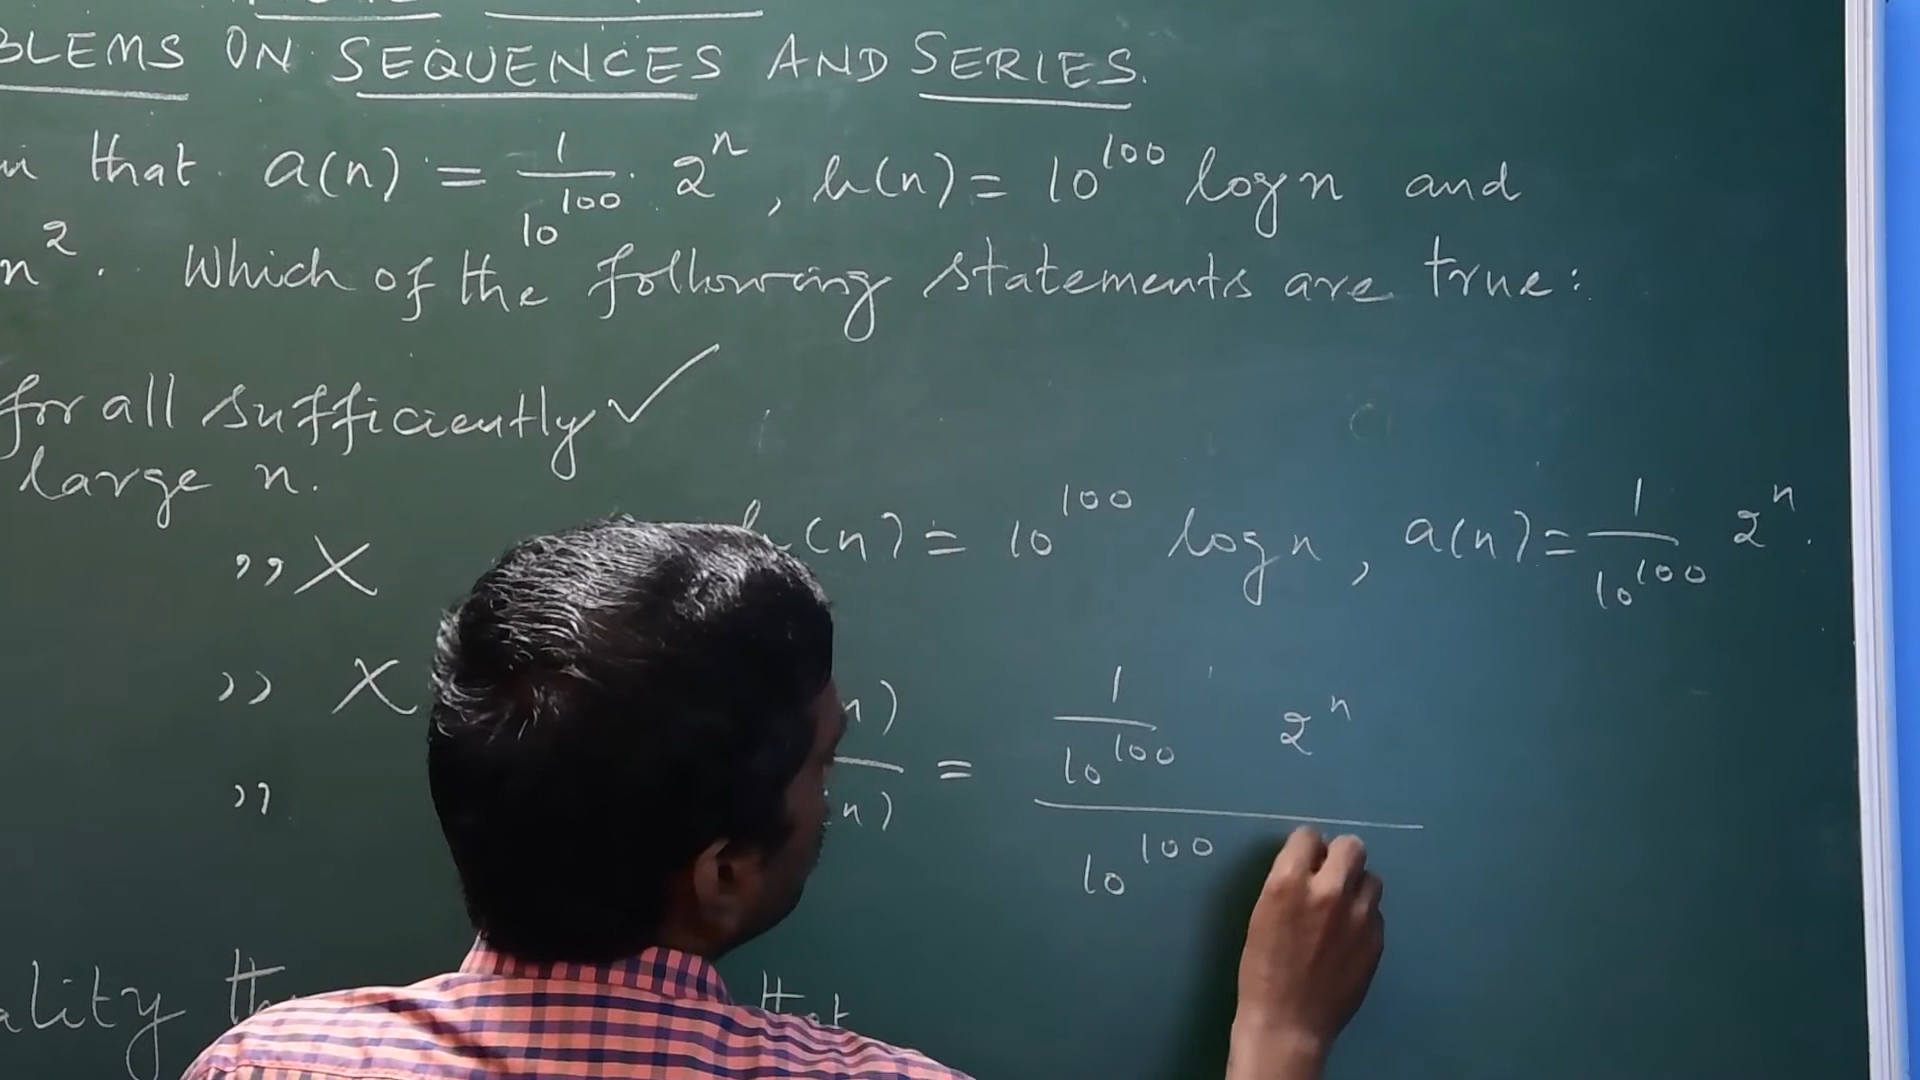 BLEMS ON SEQUENCES AND SERIES.
that a(n) = 1/10^100 . 2^n, b(n) = 10^100 log n and
n^2. Which of the following statements are true:
for all sufficiently ✓
large n.
,, X
b(n) = 10^100 log n, a(n) = 1/10^100 2^n.
,, X
n) / n) = 1/10^100 2^n / 10^100
,,
ality th that